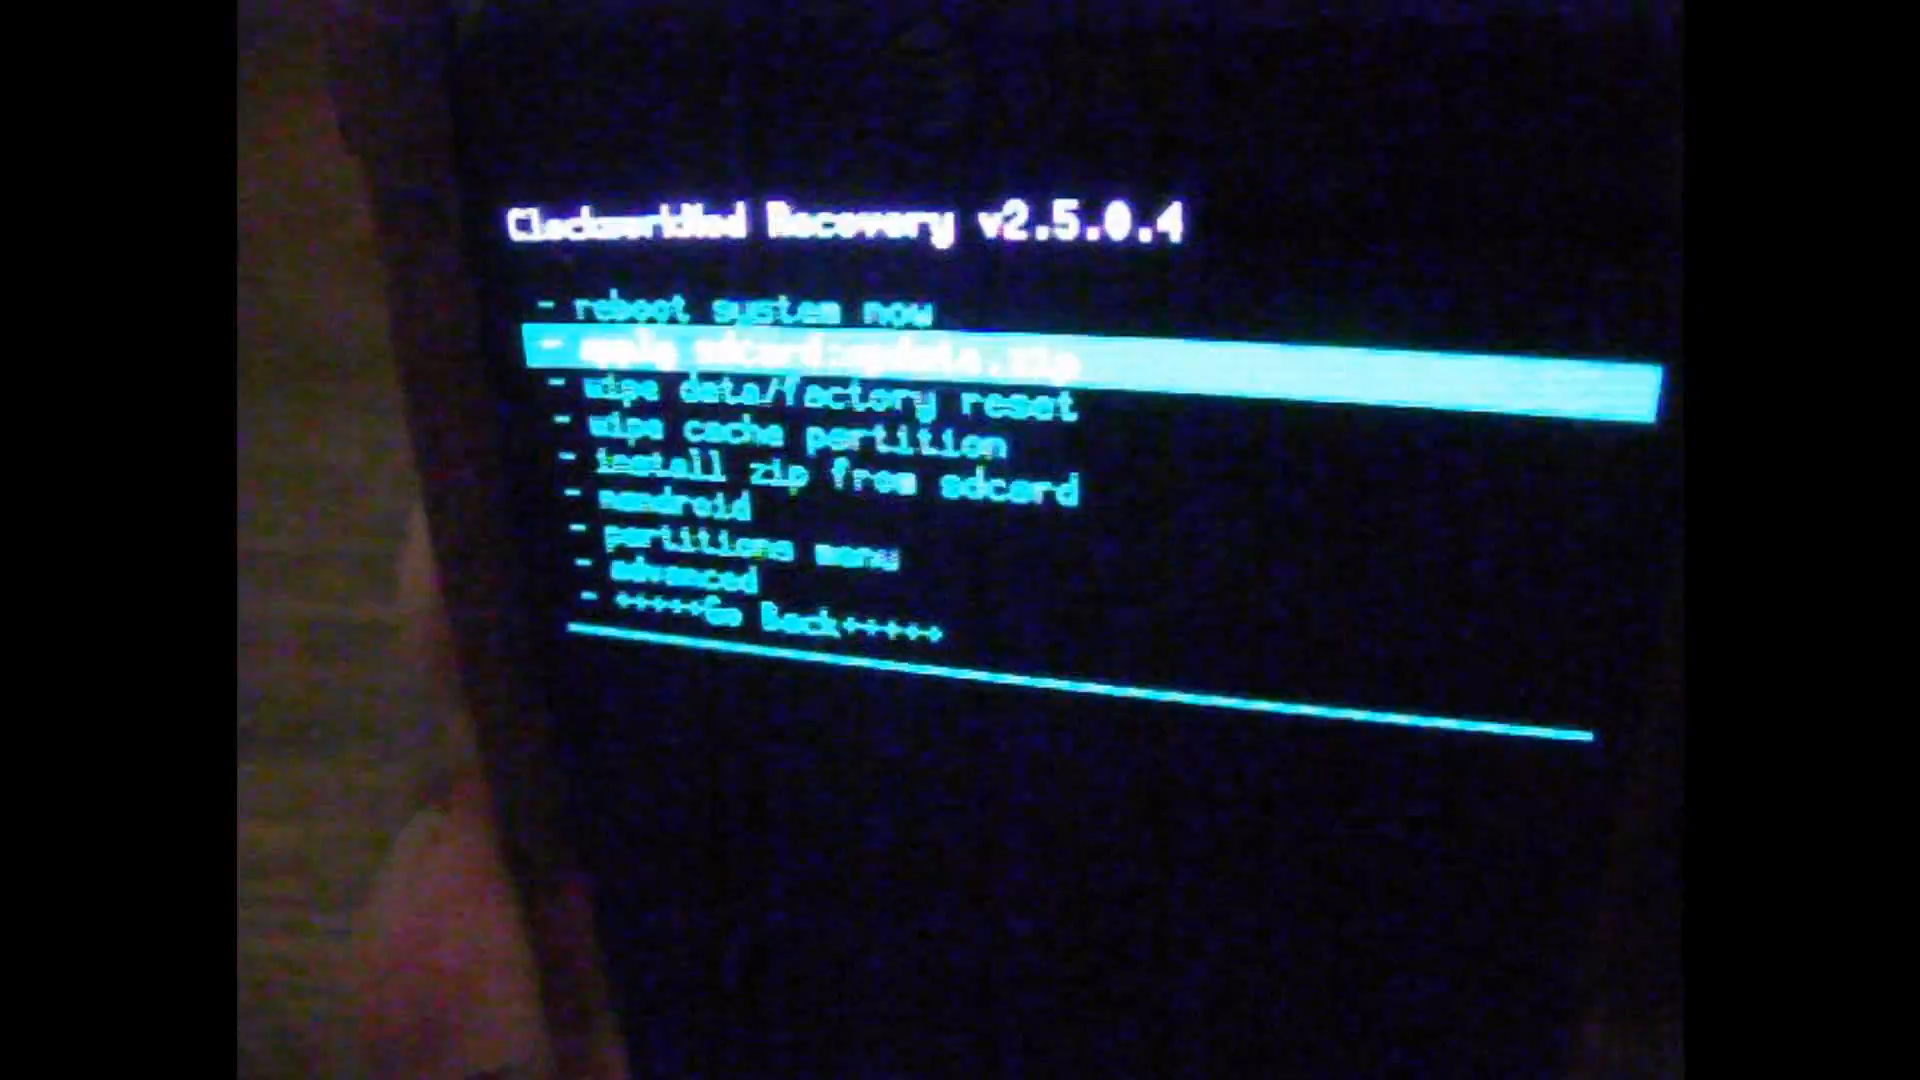 ClockworkMod Recovery v2.5.0.4
- reboot system now
- apply sdcard:update.zip
- wipe data/factory reset
- wipe cache partition
- install zip from sdcard
- nandroid
- partitions menu
- advanced
- +++++Go Back+++++